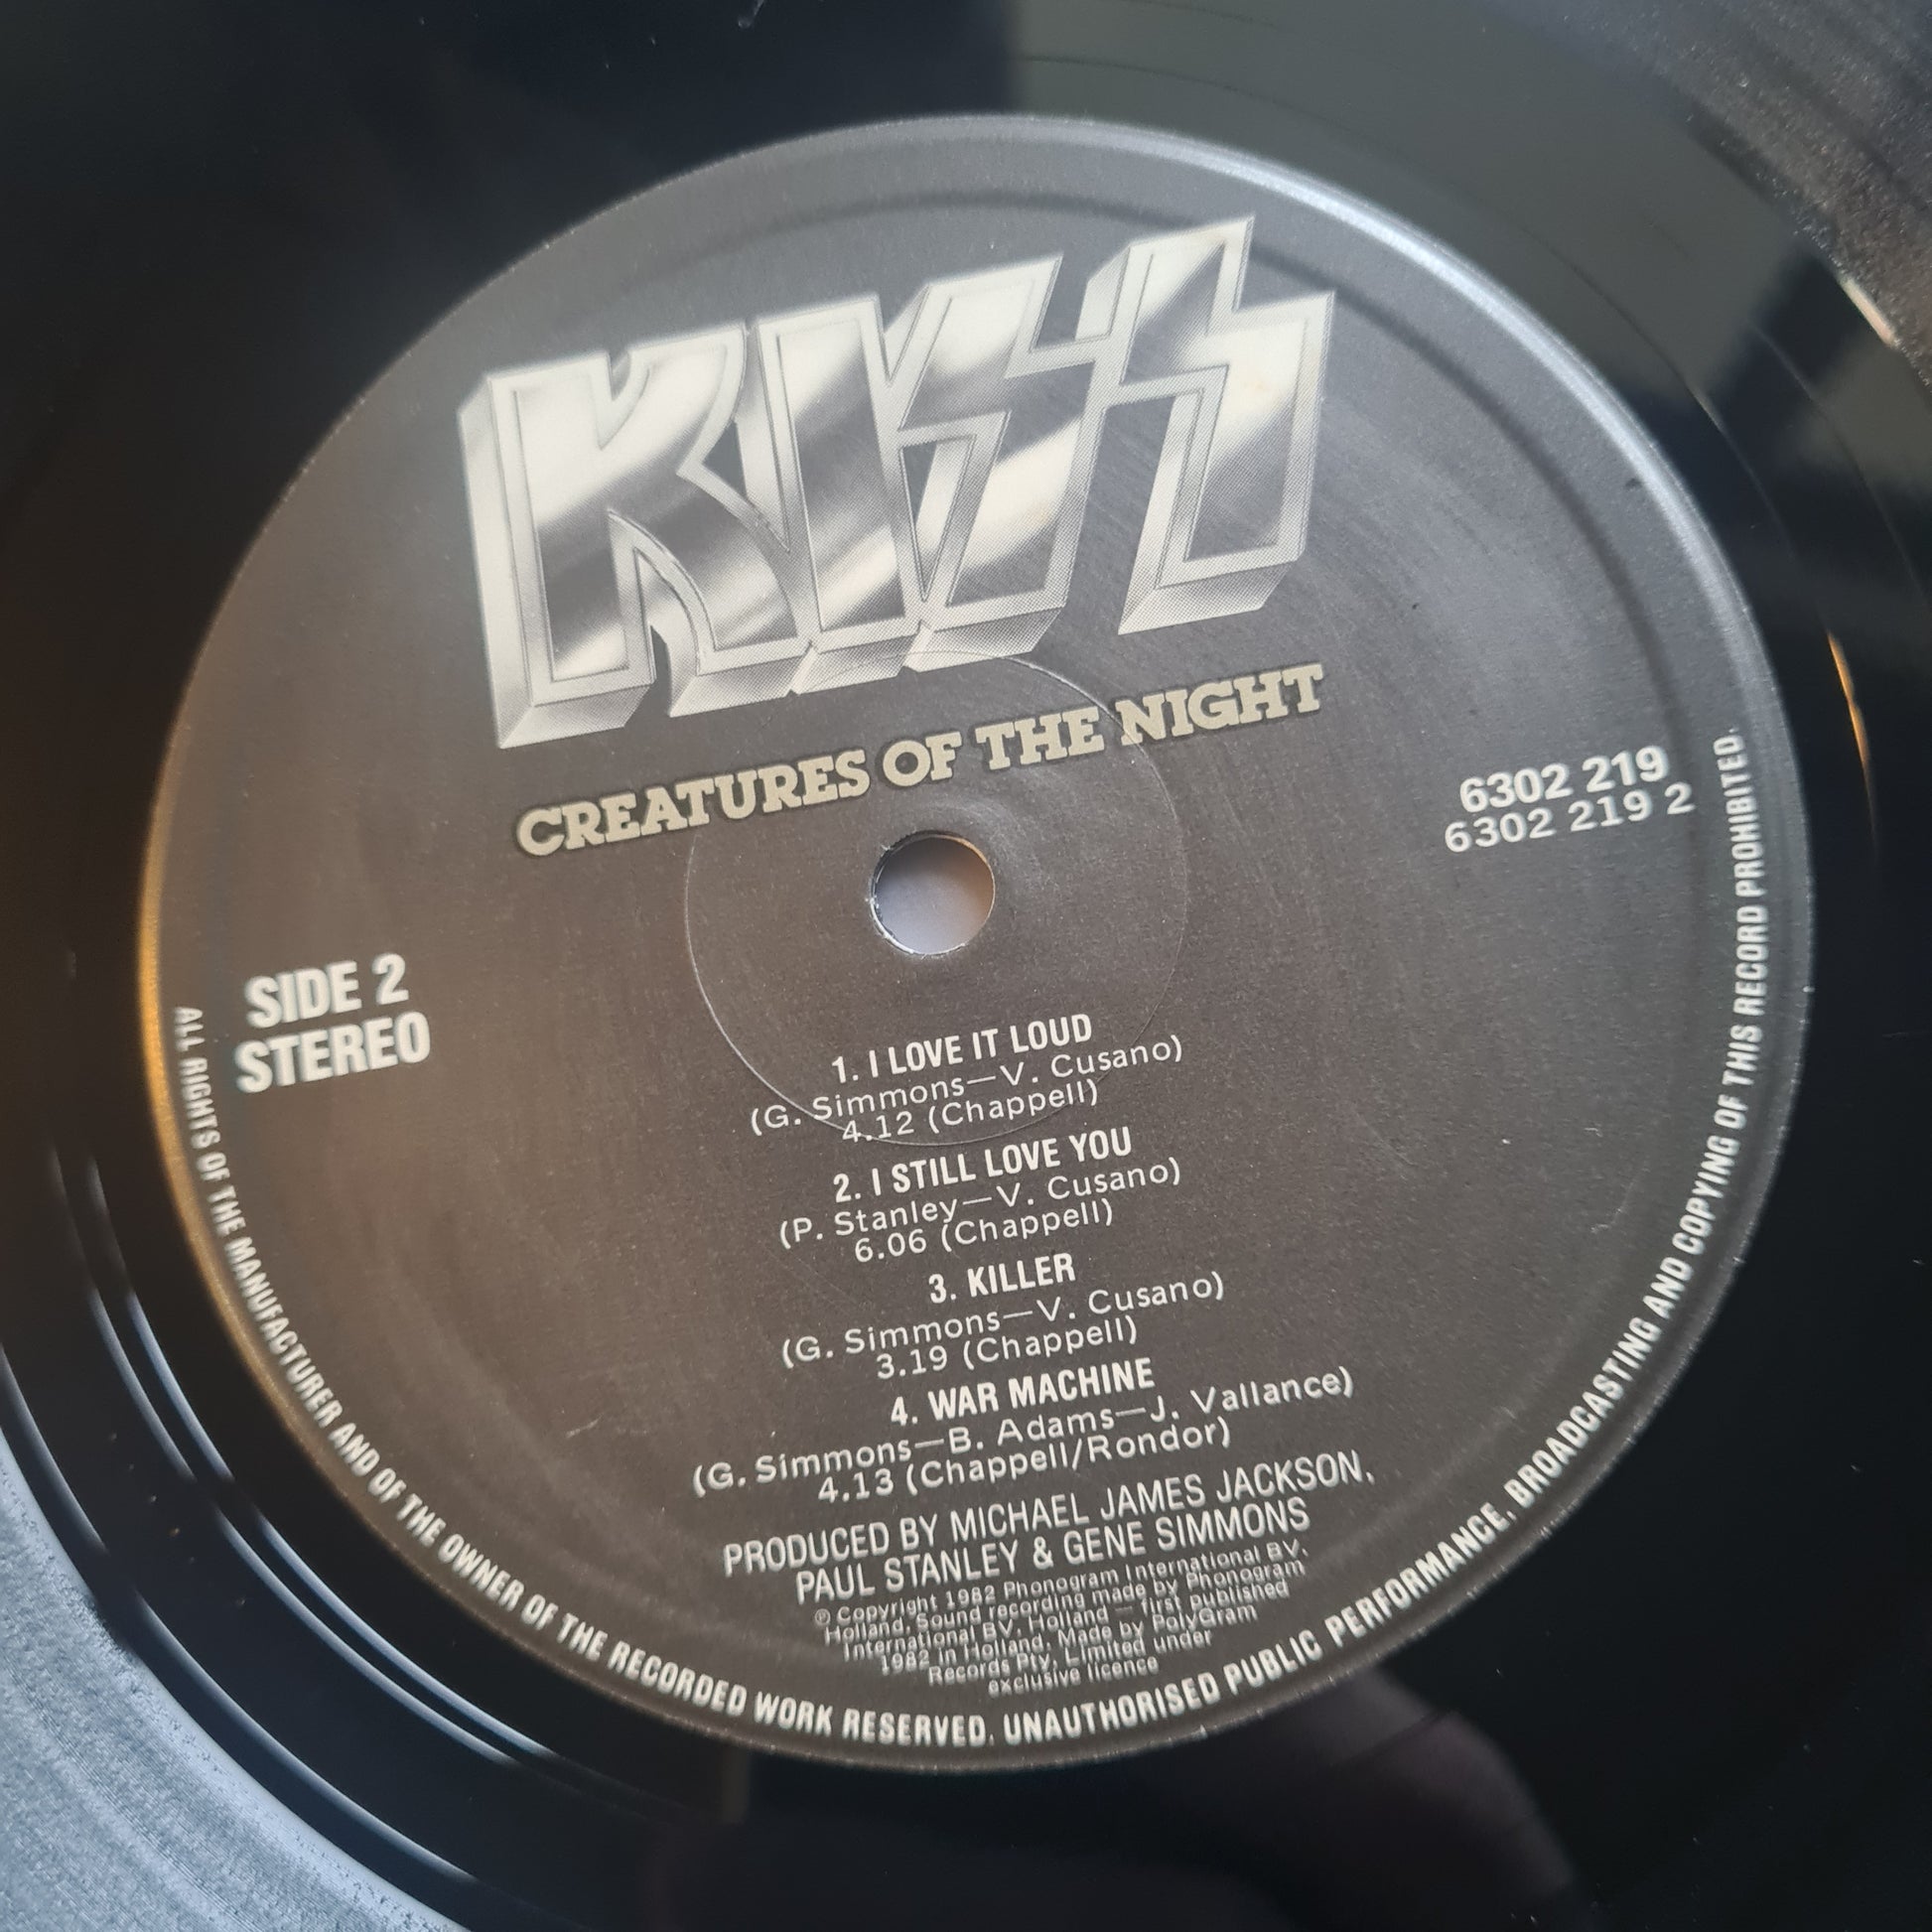 KISS
CREATURES OF THE NIGHT
6302 219
6302 219 2
SIDE 2
STEREO
1. I LOVE IT LOUD
(G. Simmons—V. Cusano)
4.12 (Chappell)
2. I STILL LOVE YOU
(P. Stanley—V. Cusano)
6.06 (Chappell)
3. KILLER
(G. Simmons—V. Cusano)
3.19 (Chappell)
4. WAR MACHINE
(G. Simmons—B. Adams—J. Vallance)
4.13 (Chappell/Rondor)
PRODUCED BY MICHAEL JAMES JACKSON,
PAUL STANLEY & GENE SIMMONS
℗ Copyright 1982 Phonogram International BV.
Holland, Sound recording made by Phonogram
International BV. Holland — first published
1982 in Holland. Made by PolyGram
Records Pty. Limited under
exclusive licence
ALL RIGHTS OF THE MANUFACTURER AND OF THE OWNER OF THE RECORDED WORK RESERVED. UNAUTHORISED PUBLIC PERFORMANCE, BROADCASTING AND COPYING OF THIS RECORD PROHIBITED.